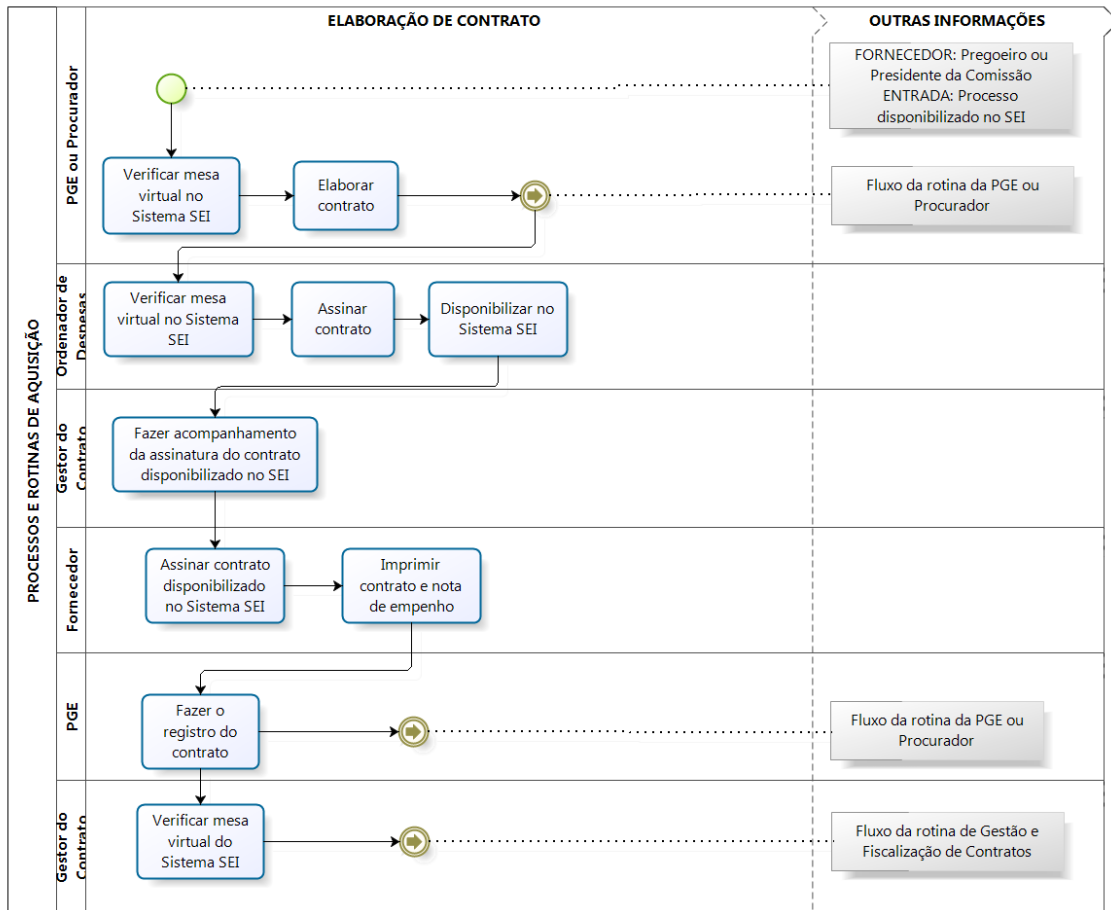 ELABORAÇÃO DE CONTRATO
OUTRAS INFORMAÇÕES
PROCESSOS E ROTINAS DE AQUISIÇÃO
PGE ou Procurador
FORNECEDOR: Pregoeiro ou
Presidente da Comissão
ENTRADA: Processo
disponibilizado no SEI
Verificar mesa
virtual no
Sistema SEI
Elaborar
contrato
Fluxo da rotina da PGE ou
Procurador
Ordenador de
Despesas
Verificar mesa
virtual no Sistema
SEI
Assinar
contrato
Disponibilizar no
Sistema SEI
Gestor do
Contrato
Fazer acompanhamento
da assinatura do contrato
disponibilizado no SEI
Fornecedor
Assinar contrato
disponibilizado
no Sistema SEI
Imprimir
contrato e nota
de empenho
PGE
Fazer o
registro do
contrato
Fluxo da rotina da PGE ou
Procurador
Gestor do
Contrato
Verificar mesa
virtual do
Sistema SEI
Fluxo da rotina de Gestão e
Fiscalização de Contratos